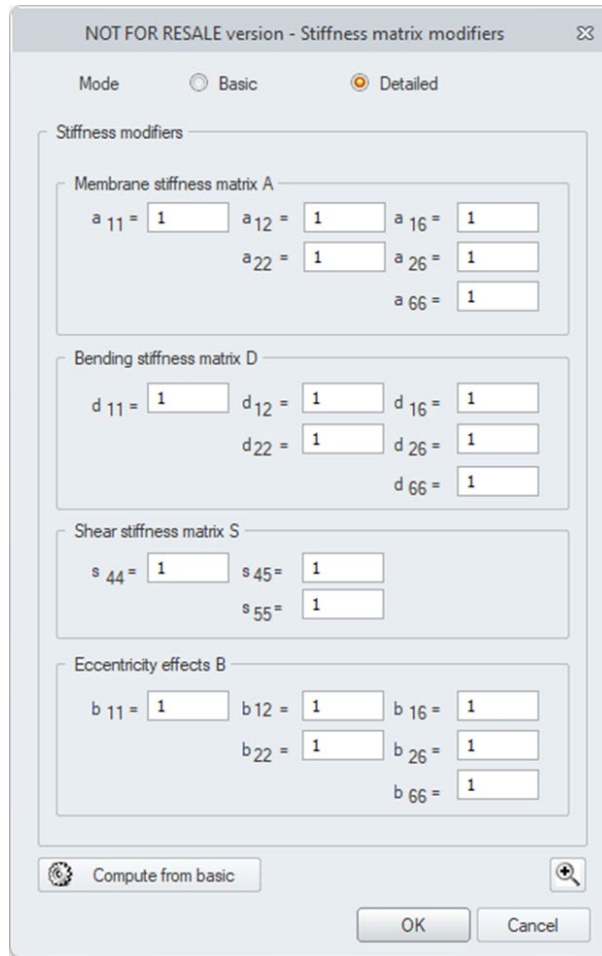 NOT FOR RESALE version - Stiffness matrix modifiers
Mode Basic Detailed
Stiffness modifiers
Membrane stiffness matrix A
a 11 = 1 a 12 = 1 a 16 = 1
a 22 = 1 a 26 = 1
a 66 = 1
Bending stiffness matrix D
d 11 = 1 d 12 = 1 d 16 = 1
d 22 = 1 d 26 = 1
d 66 = 1
Shear stiffness matrix S
s 44 = 1 s 45 = 1
s 55 = 1
Eccentricity effects B
b 11 = 1 b 12 = 1 b 16 = 1
b 22 = 1 b 26 = 1
b 66 = 1
Compute from basic
OK Cancel